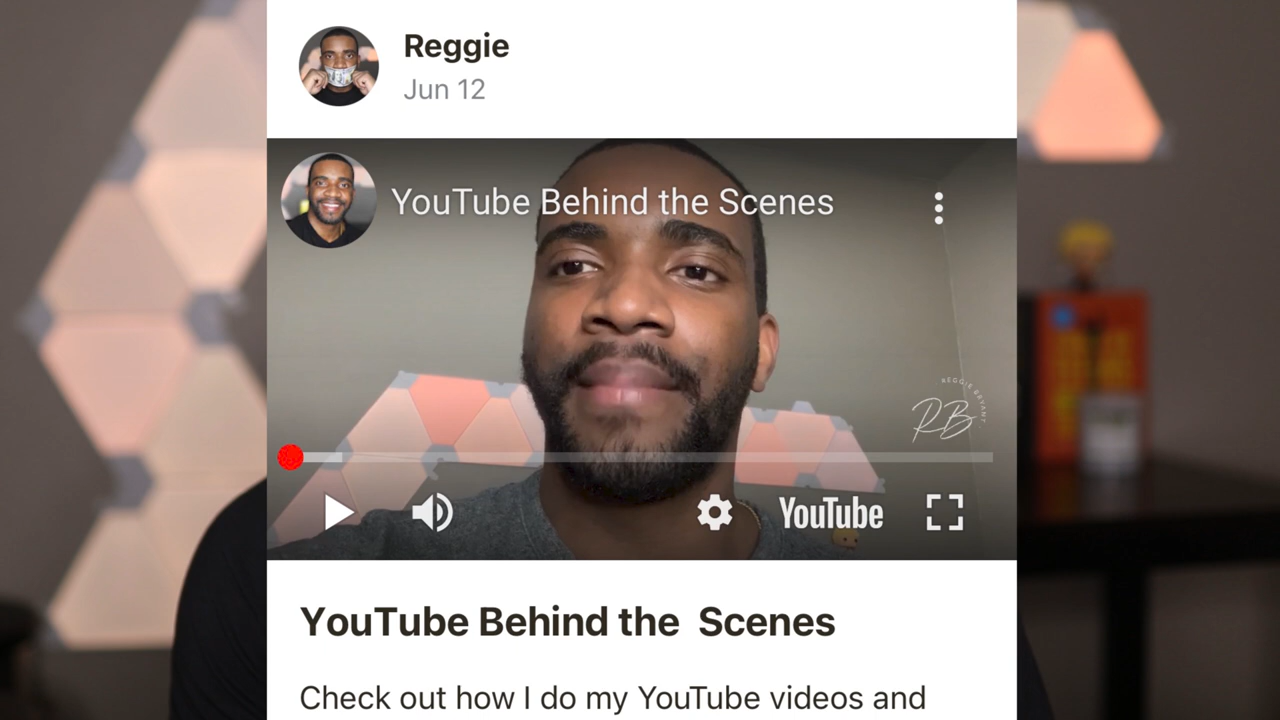 Reggie
Jun 12
YouTube Behind the Scenes
REGGIE BRYANT
RB
YouTube
YouTube Behind the Scenes
Check out how I do my YouTube videos and